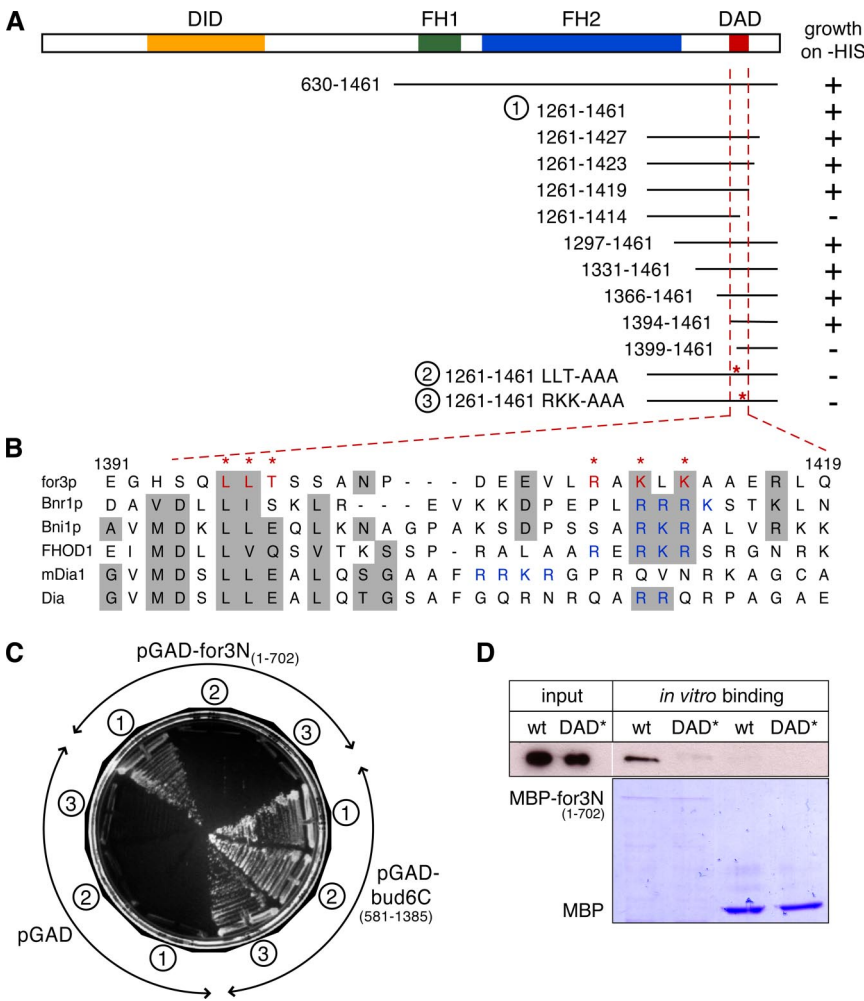 A
DID FH1 FH2 DAD
growth
on -HIS
630-1461 +
① 1261-1461 +
1261-1427 +
1261-1423 +
1261-1419 +
1261-1414 -
1297-1461 +
1331-1461 +
1366-1461 +
1394-1461 +
1399-1461 -
② 1261-1461 LLT-AAA * -
③ 1261-1461 RKK-AAA * -
B
1391 * * * * * * 1419
for3p E G H S Q L L T S S A N P - - - D E E V L R A K L K A A E R L Q
Bnr1p D A V D L L I S K L R - - - E V K K D P E P L R R R K S T K L N
Bni1p A V M D K L L E Q L K N A G P A K S D P S S A R K R A L V R K K
FHOD1 E I M D L L V Q S V T K S S P - R A L A A R E R K R S R G N R K
mDia1 G V M D S L L E A L Q S G A A F R R K R G P R Q V N R K A G C A
Dia G V M D S L L E A L Q T G S A F G Q R N R Q A R R Q R P A G A E
C
pGAD-for3N(1-702)
① ② ③
pGAD-
bud6C
(581-1385)
① ② ③
pGAD
① ② ③
D
input in vitro binding
wt DAD* wt DAD* wt DAD*
MBP-for3N
(1-702)
MBP